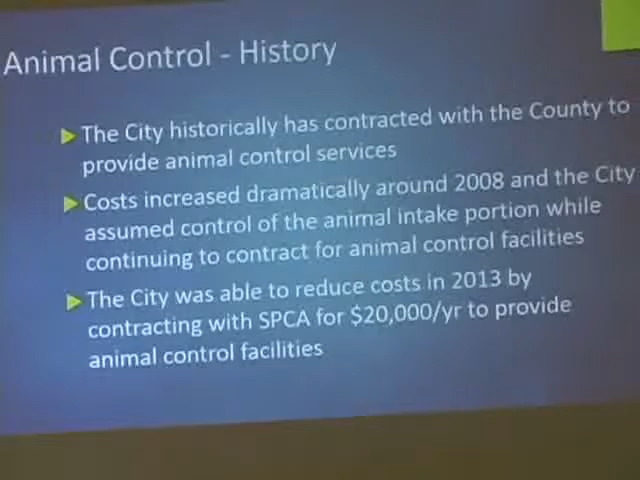 Animal Control - History
The City historically has contracted with the County to
provide animal control services
Costs increased dramatically around 2008 and the City
assumed control of the animal intake portion while
continuing to contract for animal control facilities
The City was able to reduce costs in 2013 by
contracting with SPCA for $20,000/yr to provide
animal control facilities